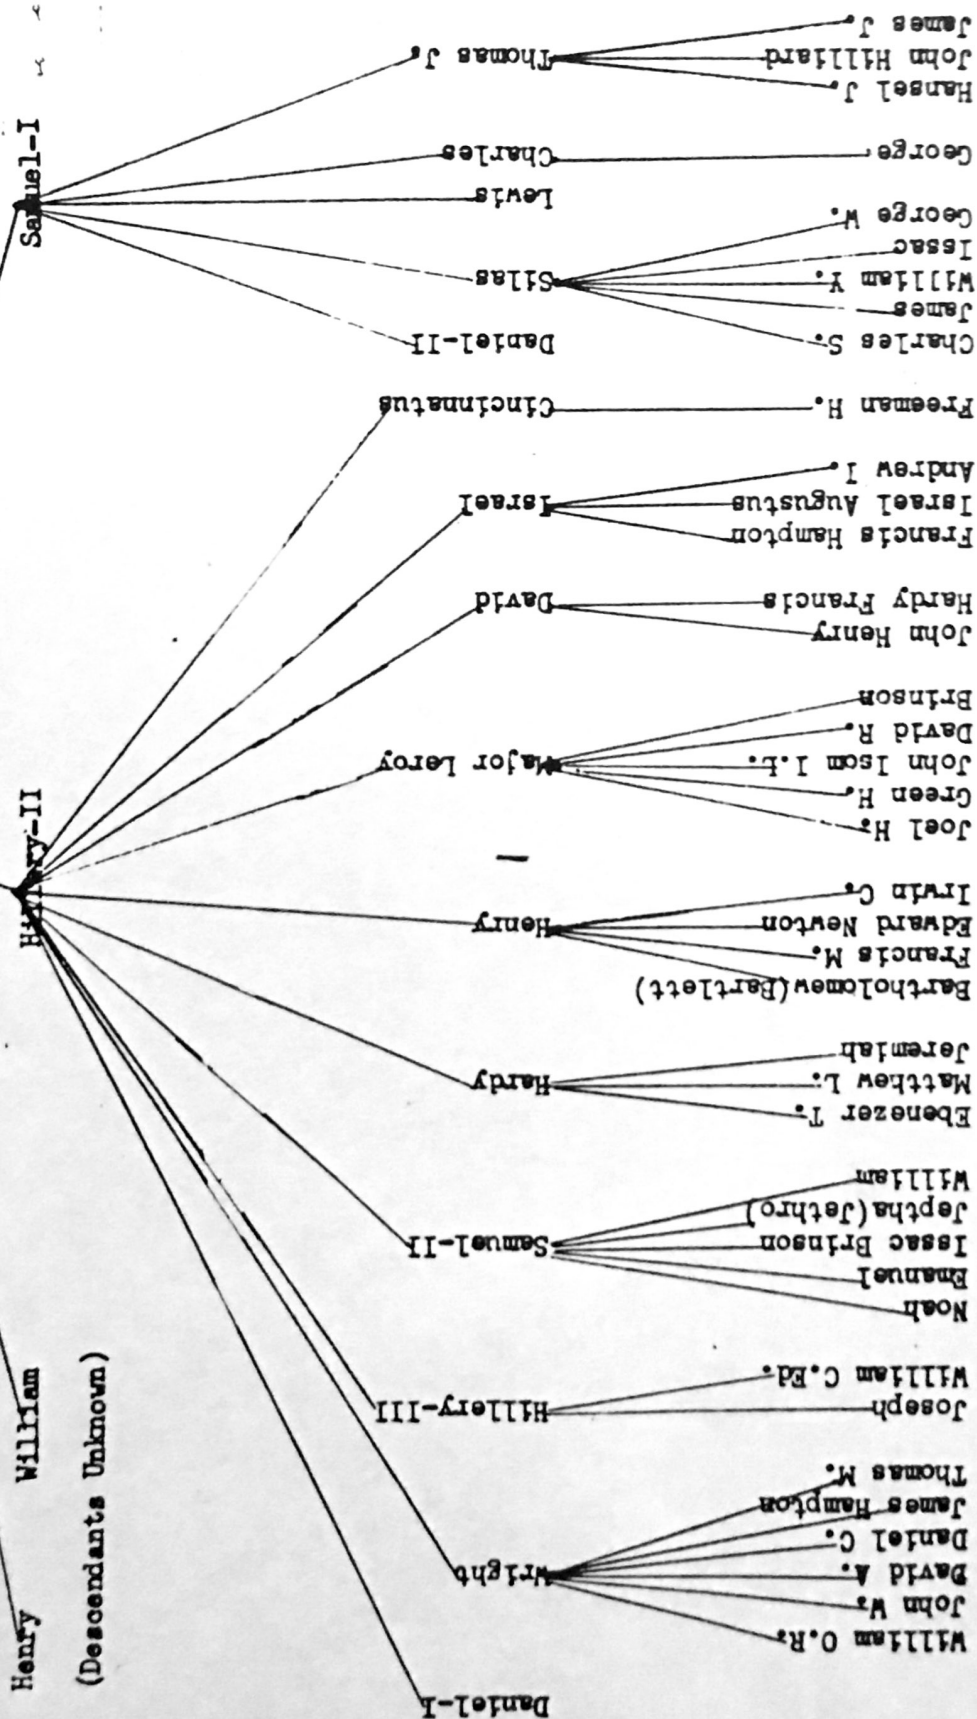 Henry
William
(Descendants Unknown)
Hillery-II
Samuel-I
Daniel-I
Wright
Hillery-III
Samuel-II
Hardy
Henry
Major Leroy
David
Israel
Cincinnatus
Daniel-II
Silas
Lewis
Charles
Thomas J.
William O.R.
John W.
David A.
Daniel C.
James Hampton
Thomas M.
Joseph
William C.Ed.
Noah
Emanuel
Issac Brinson
Jeptha(Jethro)
William
Ebenezer T.
Matthew L.
Jeremiah
Bartholomew(Bartlett)
Francis M.
Edward Newton
Irwin C.
Joel H.
Green H.
John Isom I.L.
David R.
Brinson
John Henry
Hardy Francis
Francis Hampton
Israel Augustus
Andrew I.
Freeman H.
Charles S.
James
William Y.
Issac
George W.
George
Hansel J.
John Hilliard
James J.